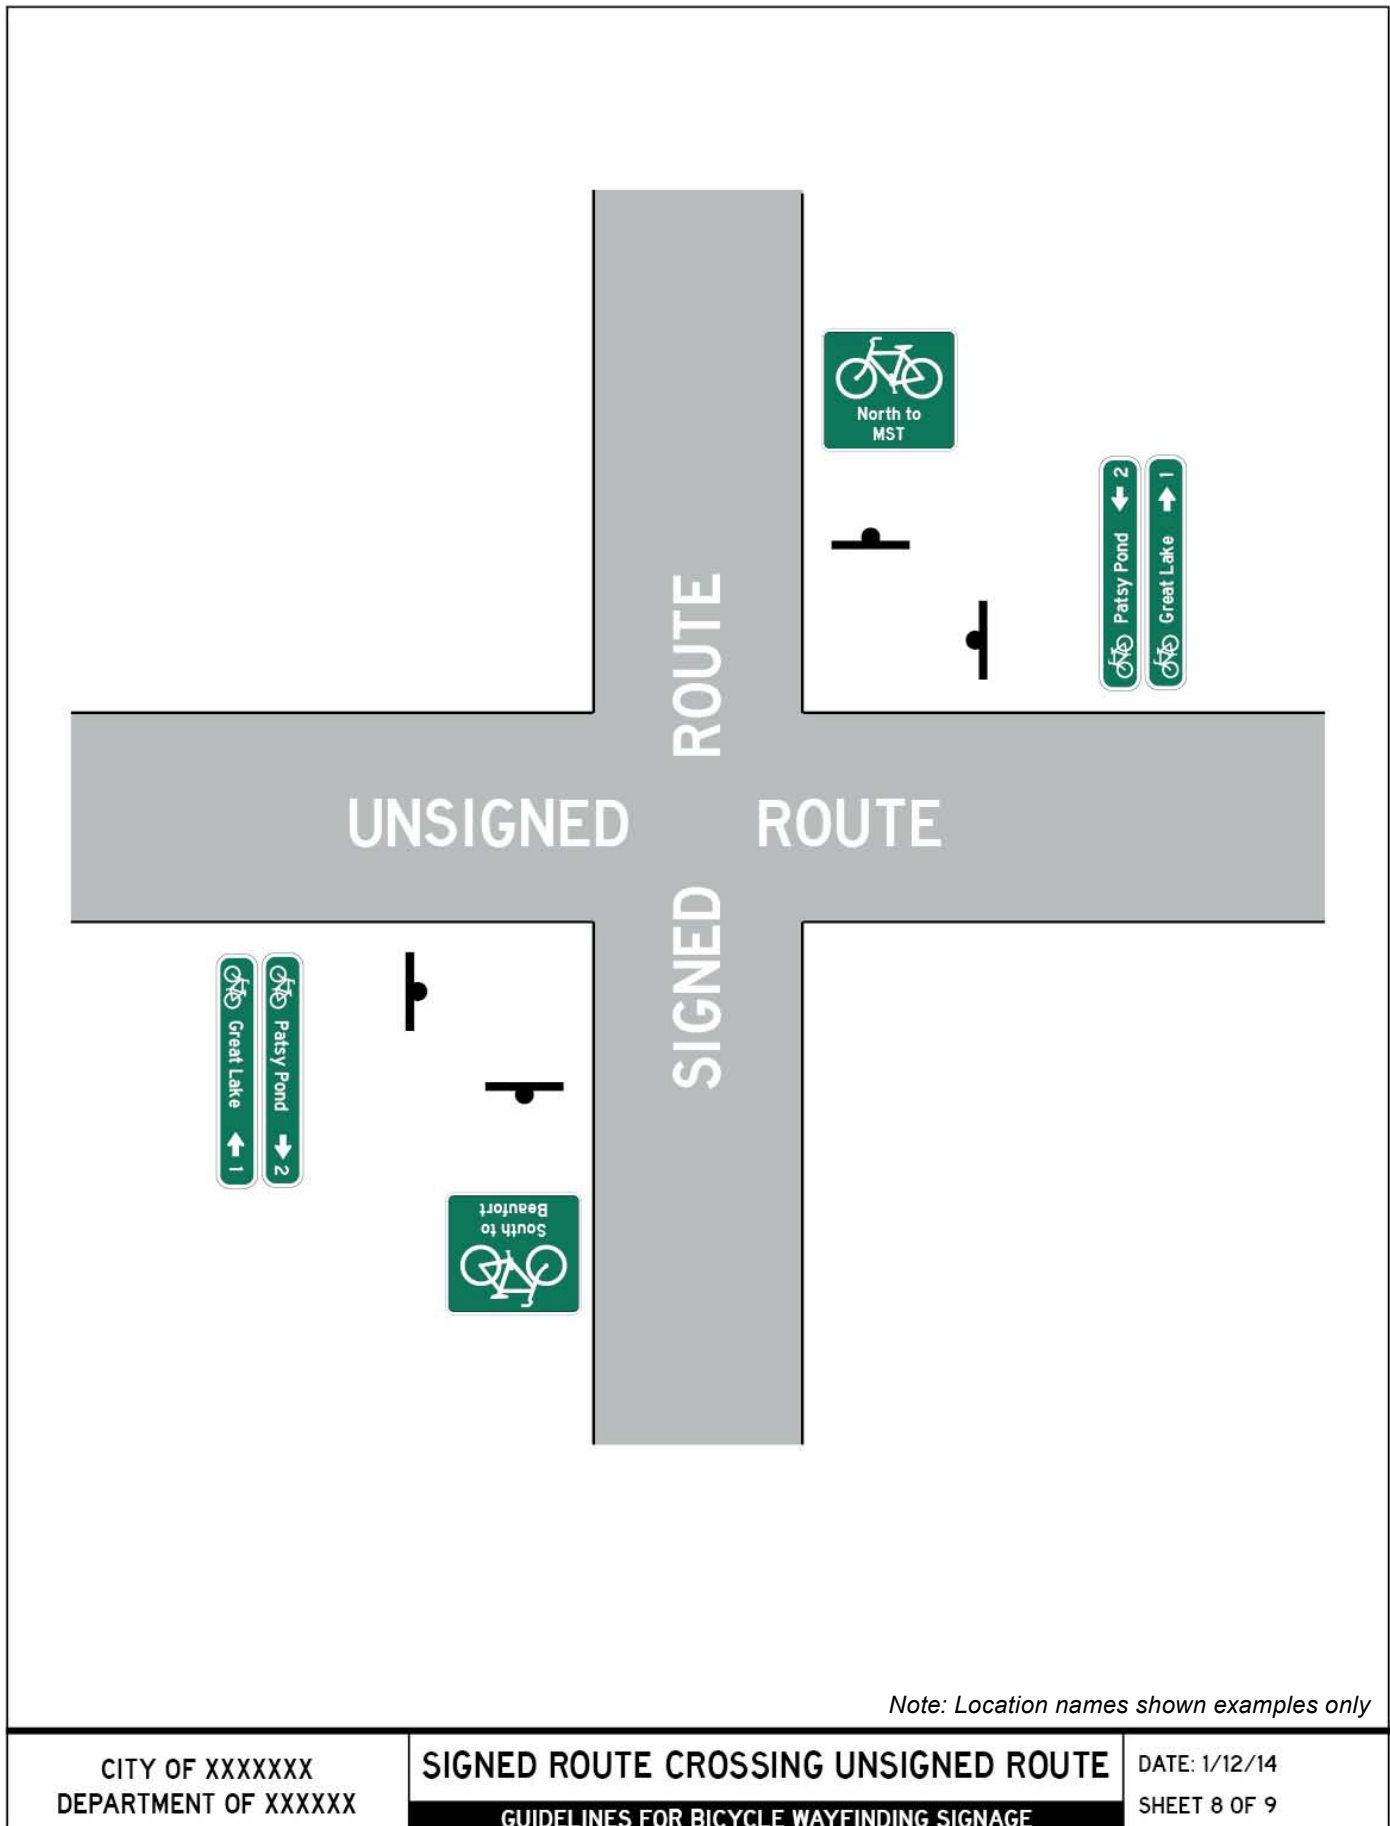 North to
MST
Patsy Pond 2
Great Lake 1
SIGNED ROUTE
UNSIGNED ROUTE
Great Lake 1
Patsy Pond 2
South to
Beaufort
Note: Location names shown examples only
CITY OF XXXXXXX
DEPARTMENT OF XXXXXX
SIGNED ROUTE CROSSING UNSIGNED ROUTE
GUIDELINES FOR BICYCLE WAYFINDING SIGNAGE
DATE: 1/12/14
SHEET 8 OF 9